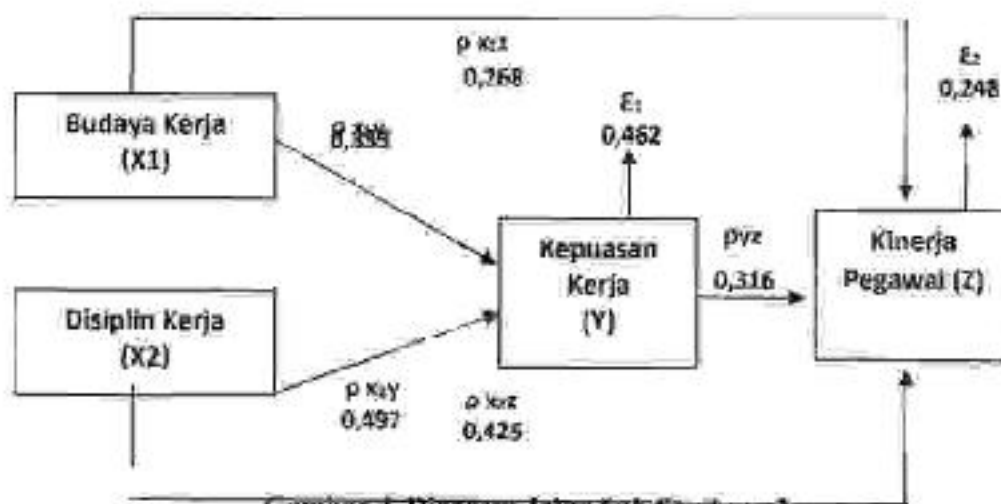 ρ x₁z
0,268
ε₂
0,248
ε₁
0,462
Budaya Kerja
(X1)
Kepuasan
Kerja
(Y)
ρyz
0,316
Kinerja
Pegawai (Z)
Disiplin Kerja
(X2)
ρ x₂y
0,497
ρ x₂z
0,425